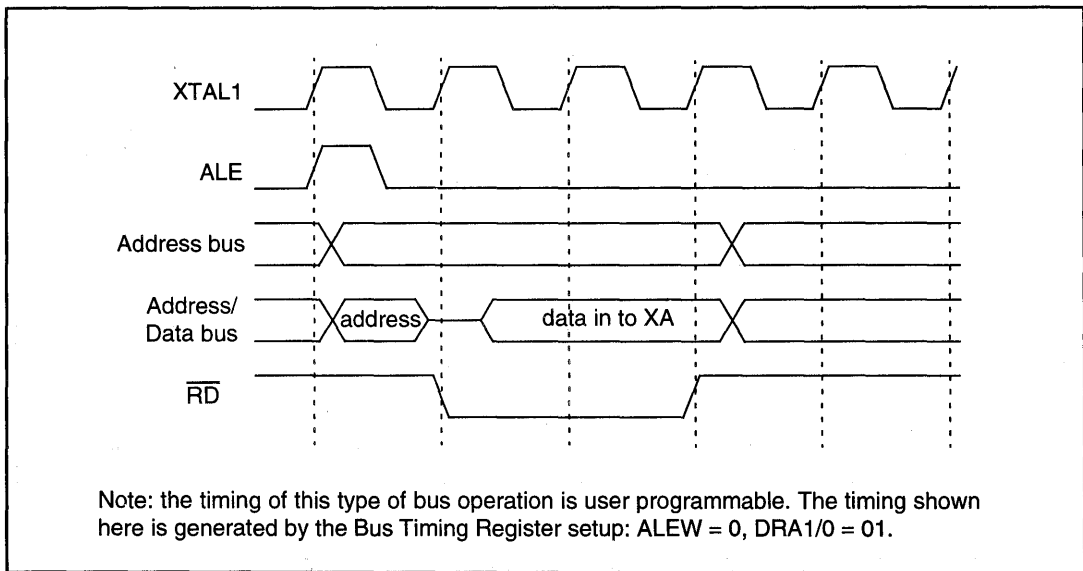 XTAL1
ALE
Address bus
Address/
Data bus
address
data in to XA
RD
Note: the timing of this type of bus operation is user programmable. The timing shown
here is generated by the Bus Timing Register setup: ALEW = 0, DRA1/0 = 01.